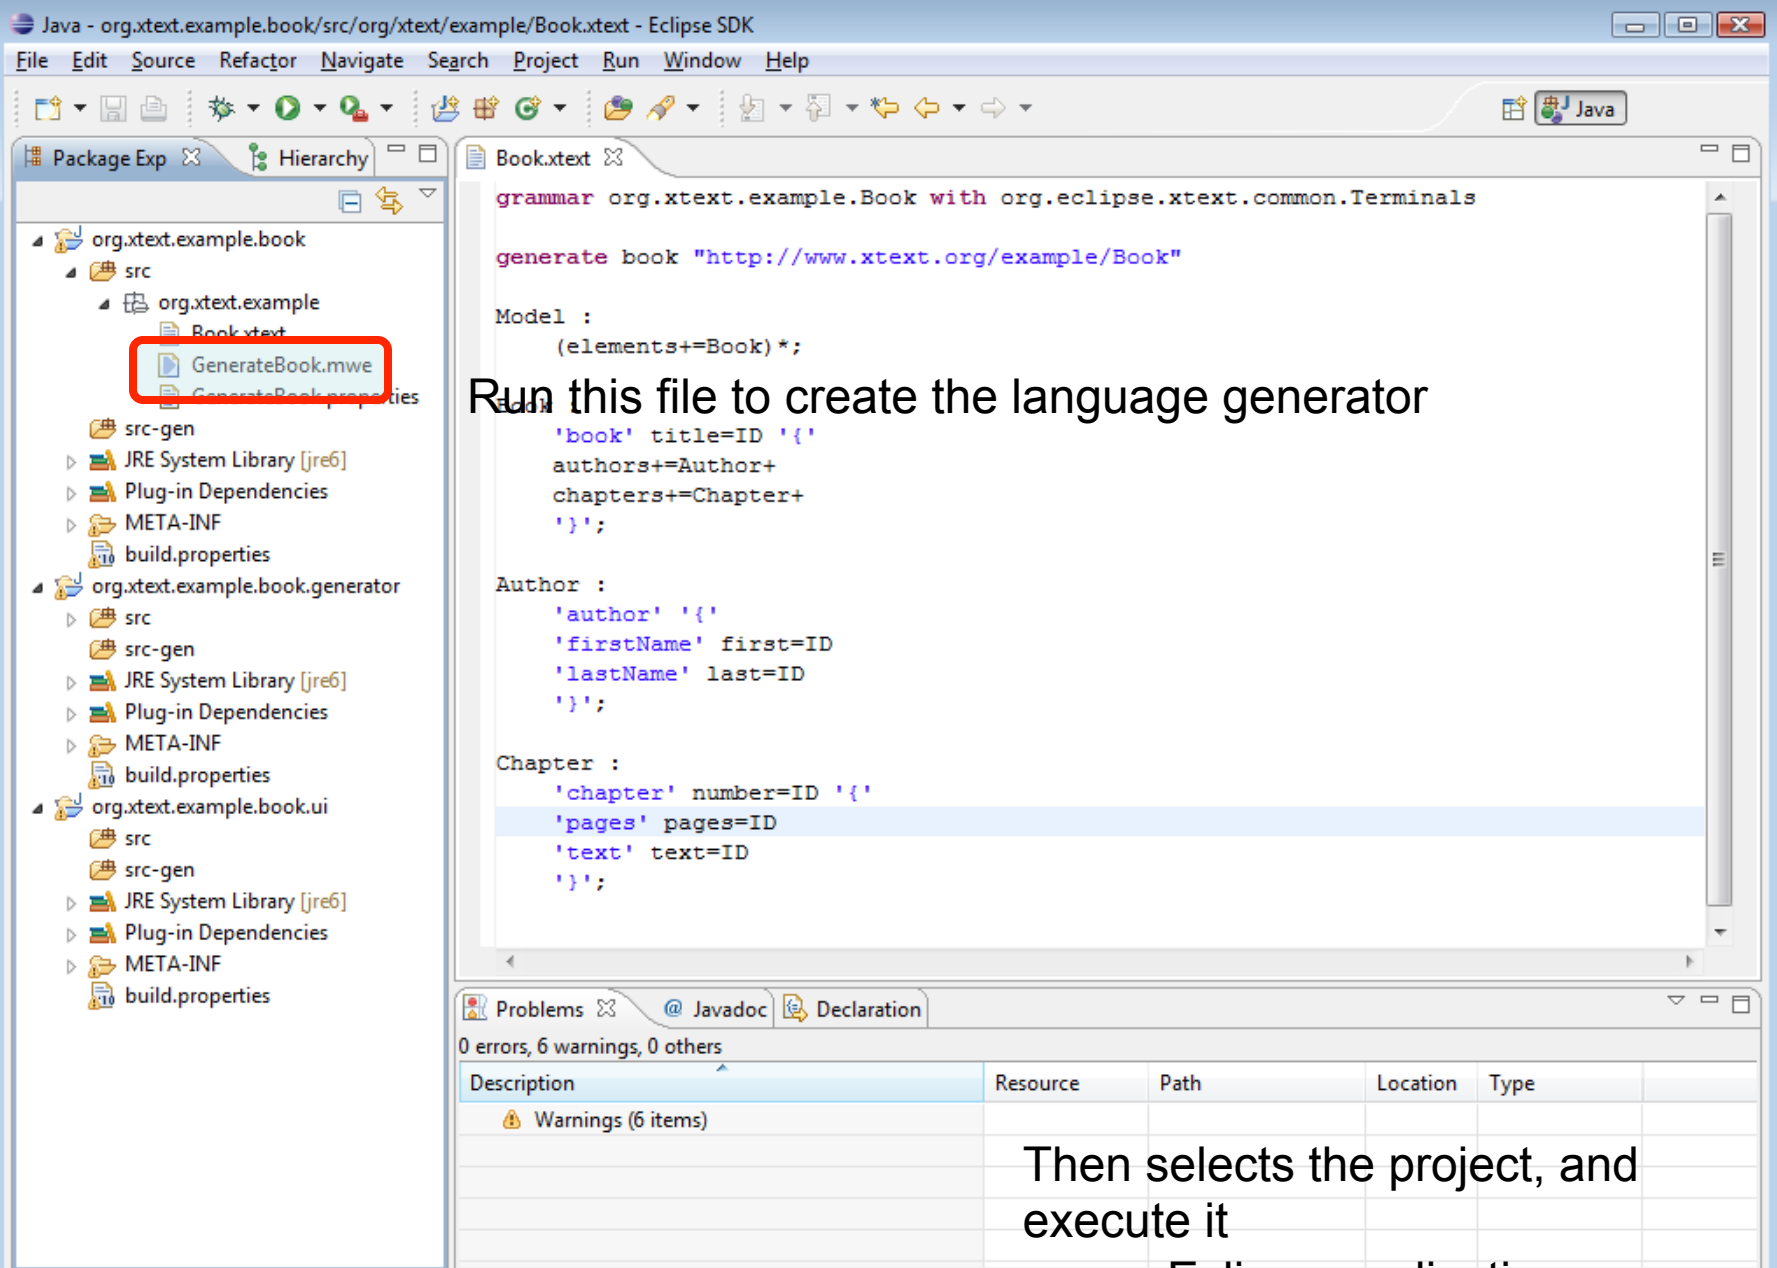 Java - org.xtext.example.book/src/org/xtext/example/Book.xtext - Eclipse SDK
File Edit Source Refactor Navigate Search Project Run Window Help
Java
Package Exp Hierarchy
org.xtext.example.book
src
org.xtext.example
Book.xtext
GenerateBook.mwe
GenerateBook.properties
src-gen
JRE System Library [jre6]
Plug-in Dependencies
META-INF
build.properties
org.xtext.example.book.generator
src
src-gen
JRE System Library [jre6]
Plug-in Dependencies
META-INF
build.properties
org.xtext.example.book.ui
src
src-gen
JRE System Library [jre6]
Plug-in Dependencies
META-INF
build.properties
Book.xtext
grammar org.xtext.example.Book with org.eclipse.xtext.common.Terminals
generate book "http://www.xtext.org/example/Book"
Model :
(elements+=Book)*;
Run this file to create the language generator
Book :
'book' title=ID '{'
authors+=Author+
chapters+=Chapter+
'}';
Author :
'author' '{'
'firstName' first=ID
'lastName' last=ID
'}';
Chapter :
'chapter' number=ID '{'
'pages' pages=ID
'text' text=ID
'}';
Problems @ Javadoc Declaration
0 errors, 6 warnings, 0 others
Description Resource Path Location Type
Warnings (6 items)
Then selects the project, and
execute it